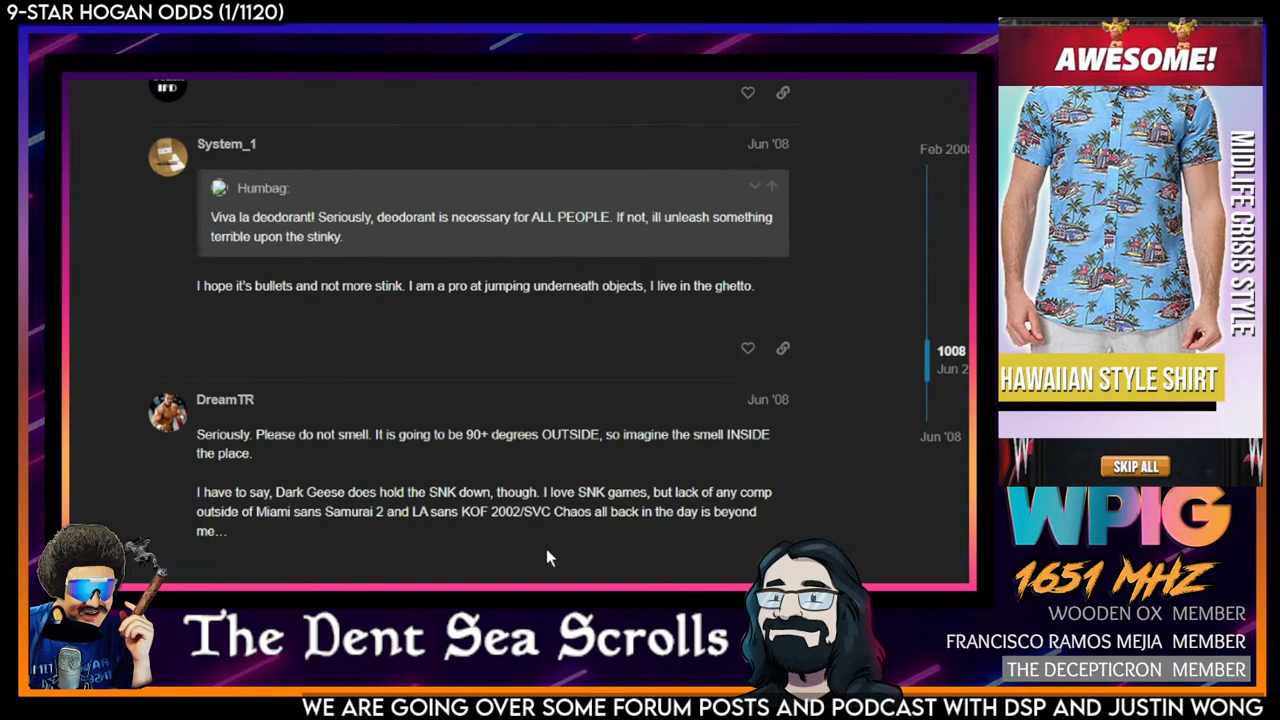 9-STAR HOGAN ODDS (1/1120)
AWESOME!
MIDLIFE CRISIS STYLE
HAWAIIAN STYLE SHIRT
SKIP ALL
System_1
Jun '08
Humbag:
Viva la deodorant! Seriously, deodorant is necessary for ALL PEOPLE. If not, ill unleash something
terrible upon the stinky.
I hope it's bullets and not more stink. I am a pro at jumping underneath objects, I live in the ghetto.
DreamTR
Jun '08
Seriously. Please do not smell. It is going to be 90+ degrees OUTSIDE, so imagine the smell INSIDE
the place.
I have to say, Dark Geese does hold the SNK down, though. I love SNK games, but lack of any comp
outside of Miami sans Samurai 2 and LA sans KOF 2002/SVC Chaos all back in the day is beyond
me...
Feb 2008
1008
Jun 2
Jun '08
WPIG
1651 MHZ
WOODEN OX MEMBER
FRANCISCO RAMOS MEJIA MEMBER
THE DECEPTICRON MEMBER
The Dent Sea Scrolls
WE ARE GOING OVER SOME FORUM POSTS AND PODCAST WITH DSP AND JUSTIN WONG